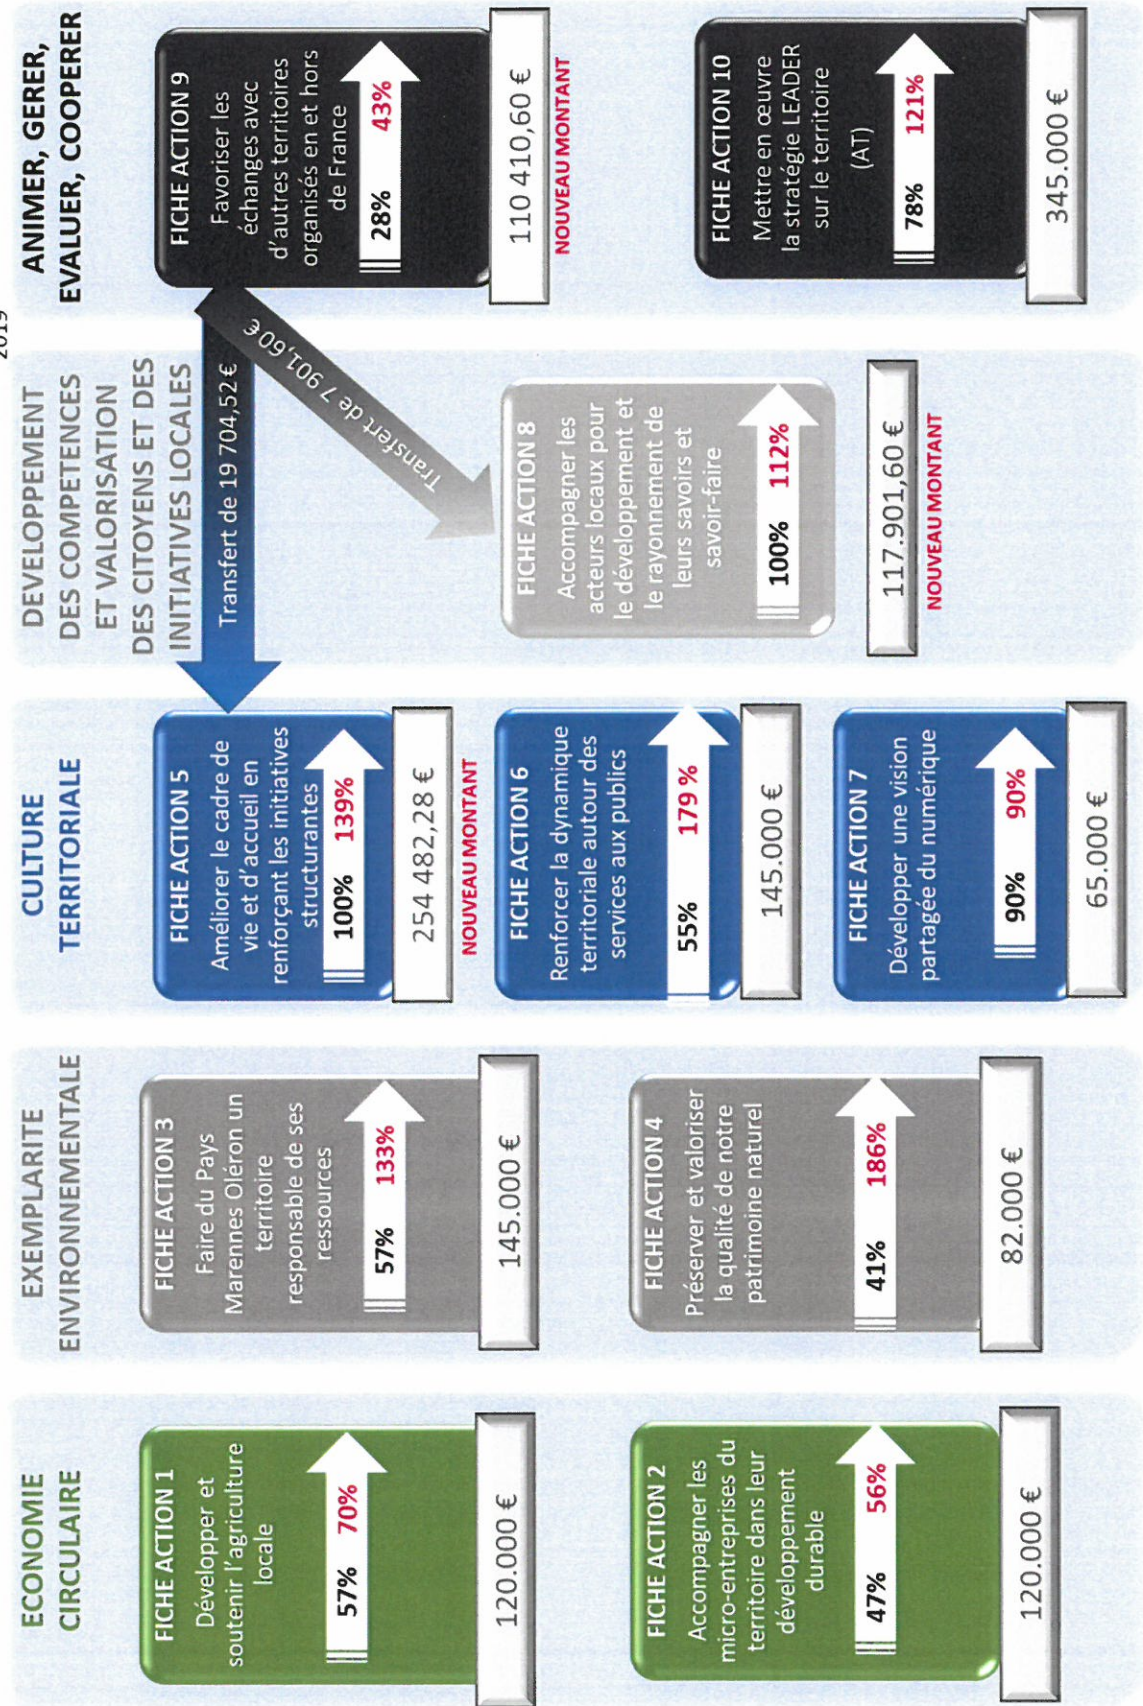 2019
ECONOMIE
CIRCULAIRE
FICHE ACTION 1
Développer et
soutenir l'agriculture
locale
57% 70%
120.000 €
FICHE ACTION 2
Accompagner les
micro-entreprises du
territoire dans leur
développement
durable
47% 56%
120.000 €
EXEMPLARITE
ENVIRONNEMENTALE
FICHE ACTION 3
Faire du Pays
Marennes Oléron un
territoire
responsable de ses
ressources
57% 133%
145.000 €
FICHE ACTION 4
Préserver et valoriser
la qualité de notre
patrimoine naturel
41% 186%
82.000 €
CULTURE
TERRITORIALE
FICHE ACTION 5
Améliorer le cadre de
vie et d'accueil en
renforçant les initiatives
structurantes
100% 139%
254 482,28 €
NOUVEAU MONTANT
FICHE ACTION 6
Renforcer la dynamique
territoriale autour des
services aux publics
55% 179 %
145.000 €
FICHE ACTION 7
Développer une vision
partagée du numérique
90% 90%
65.000 €
DEVELOPPEMENT
DES COMPETENCES
ET VALORISATION
DES CITOYENS ET DES
INITIATIVES LOCALES
Transfert de 19 704,52 €
Transfert de 7 901,60 €
FICHE ACTION 8
Accompagner les
acteurs locaux pour
le développement et
le rayonnement de
leurs savoirs et
savoir-faire
100% 112%
117.901,60 €
NOUVEAU MONTANT
ANIMER, GERER,
EVALUER, COOPERER
FICHE ACTION 9
Favoriser les
échanges avec
d'autres territoires
organisés en et hors
de France
28% 43%
110 410,60 €
NOUVEAU MONTANT
FICHE ACTION 10
Mettre en œuvre
la stratégie LEADER
sur le territoire
(AT)
78% 121%
345.000 €